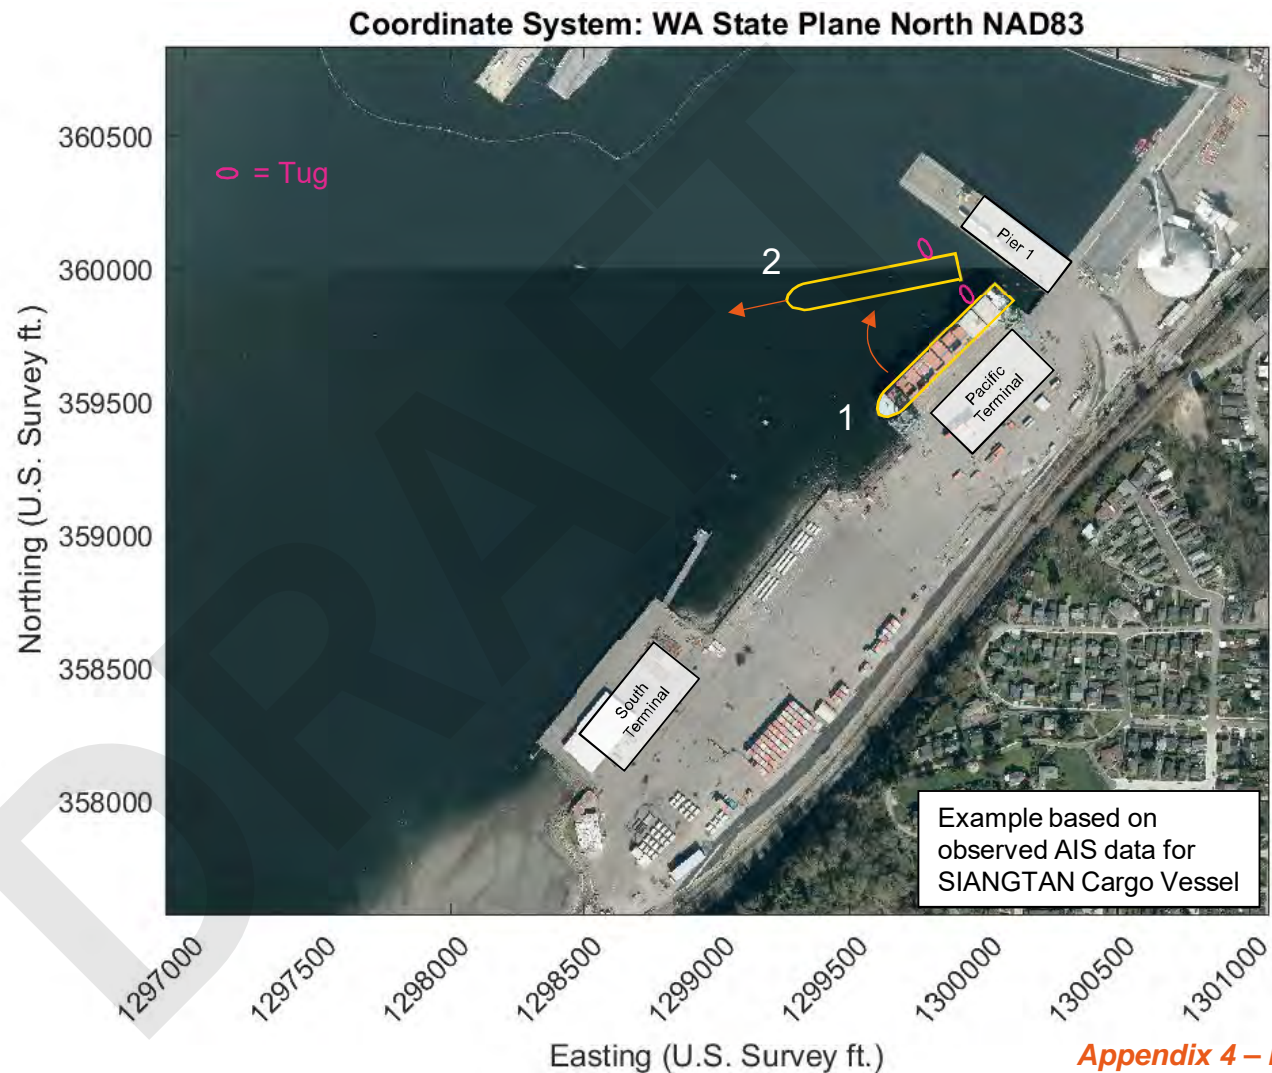 Coordinate System: WA State Plane North NAD83
360500
360000
359500
359000
358500
358000
Northing (U.S. Survey ft.)
= Tug
2
1
Pier 1
Pacific
Terminal
South
Terminal
DRAFT
Example based on
observed AIS data for
SIANGTAN Cargo Vessel
1297000
1297500
1298000
1298500
1299000
1299500
1300000
1300500
1301000
Easting (U.S. Survey ft.)
Appendix 4 –